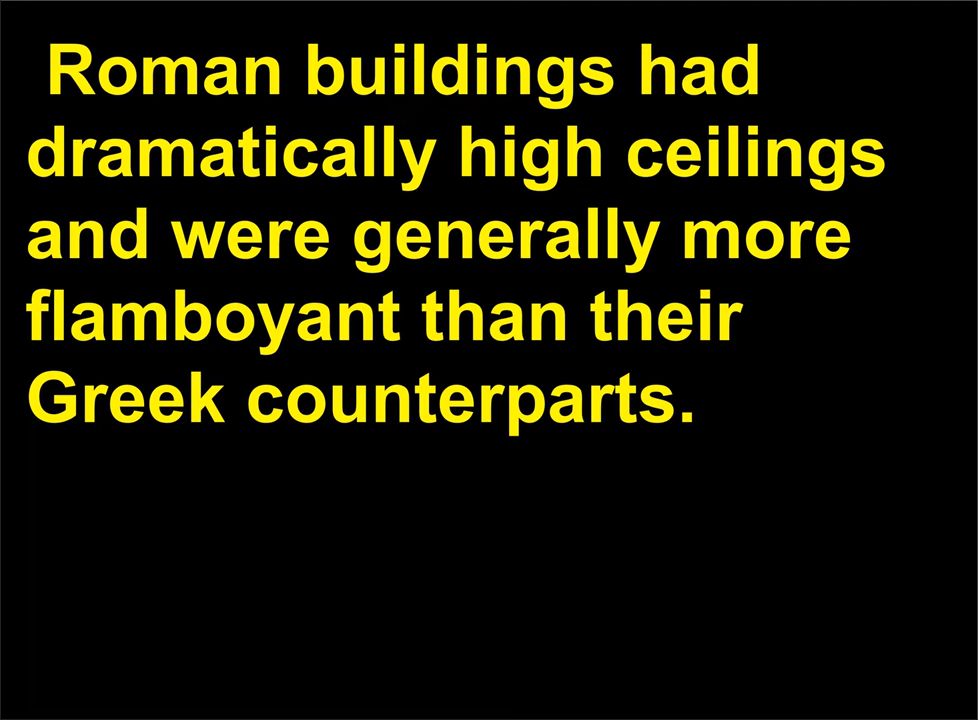 Roman buildings had
dramatically high ceilings
and were generally more
flamboyant than their
Greek counterparts.